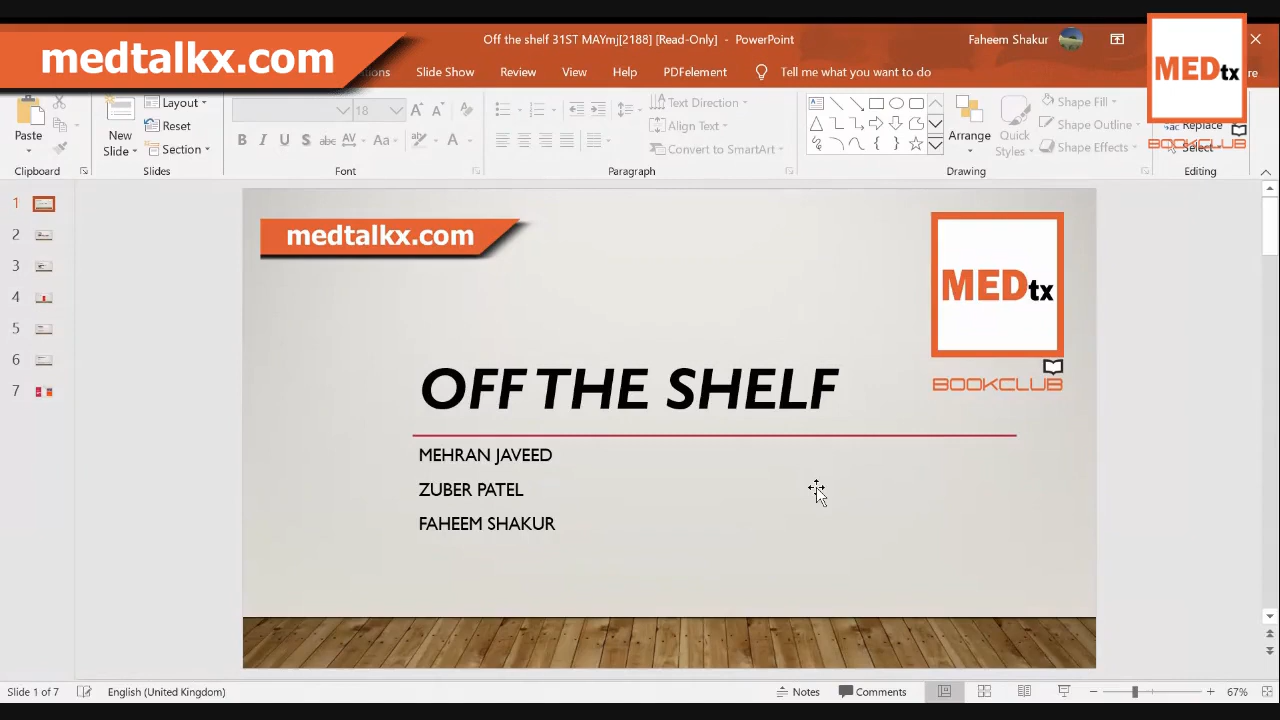 medtalkx.com
Off the shelf 31ST MAYmj[2188] [Read-Only] - PowerPoint
Faheem Shakur
MEDtx
BOOKCLUB
Slide Show
Review
View
Help
PDFelement
Tell me what you want to do
Paste
New
Slide
Layout
Reset
Section
18
B I U S abc AV Aa A
Text Direction
Align Text
Convert to SmartArt
Arrange
Quick
Styles
Shape Fill
Shape Outline
Shape Effects
Replace
Select
Clipboard
Slides
Font
Paragraph
Drawing
Editing
1
2
3
4
5
6
7
medtalkx.com
MEDtx
BOOKCLUB
OFF THE SHELF
MEHRAN JAVEED
ZUBER PATEL
FAHEEM SHAKUR
Slide 1 of 7
English (United Kingdom)
Notes
Comments
67%